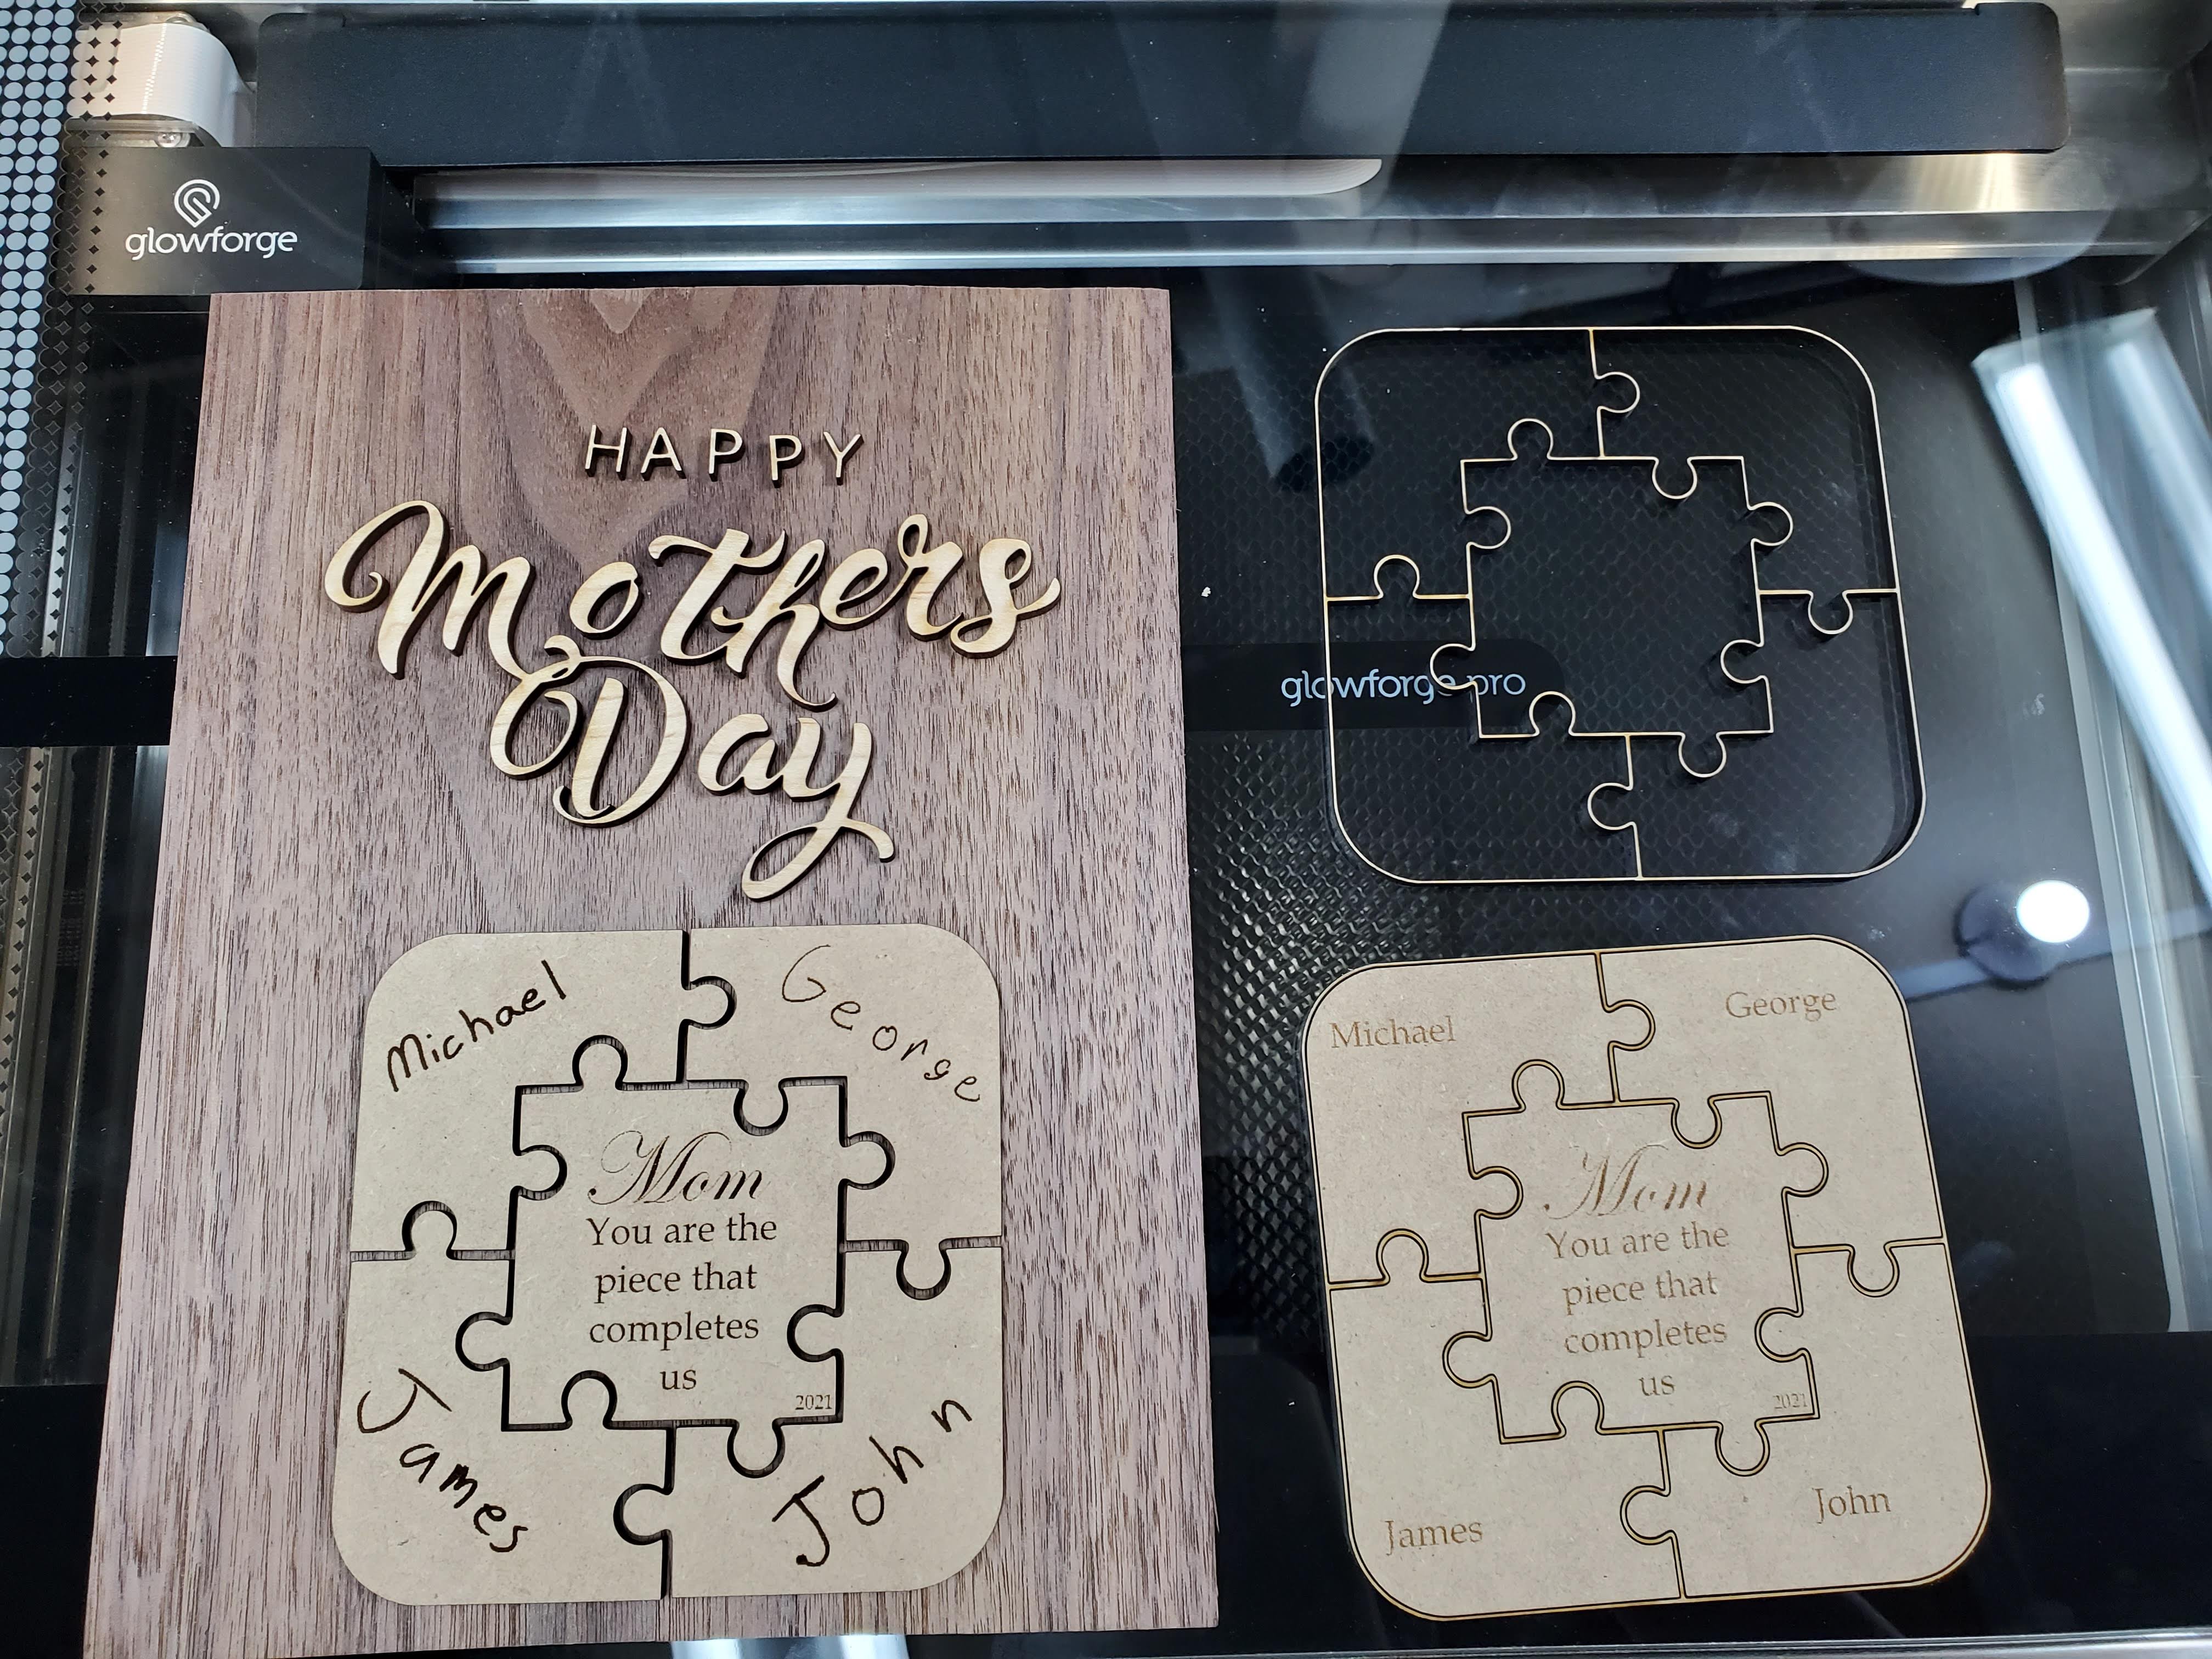 glowforge
HAPPY
Mothers
Day
glowforge pro
Michael
George
Mom
You are the
piece that
completes
us
2021
James
John
Michael
George
Mom
You are the
piece that
completes
us
2021
James
John